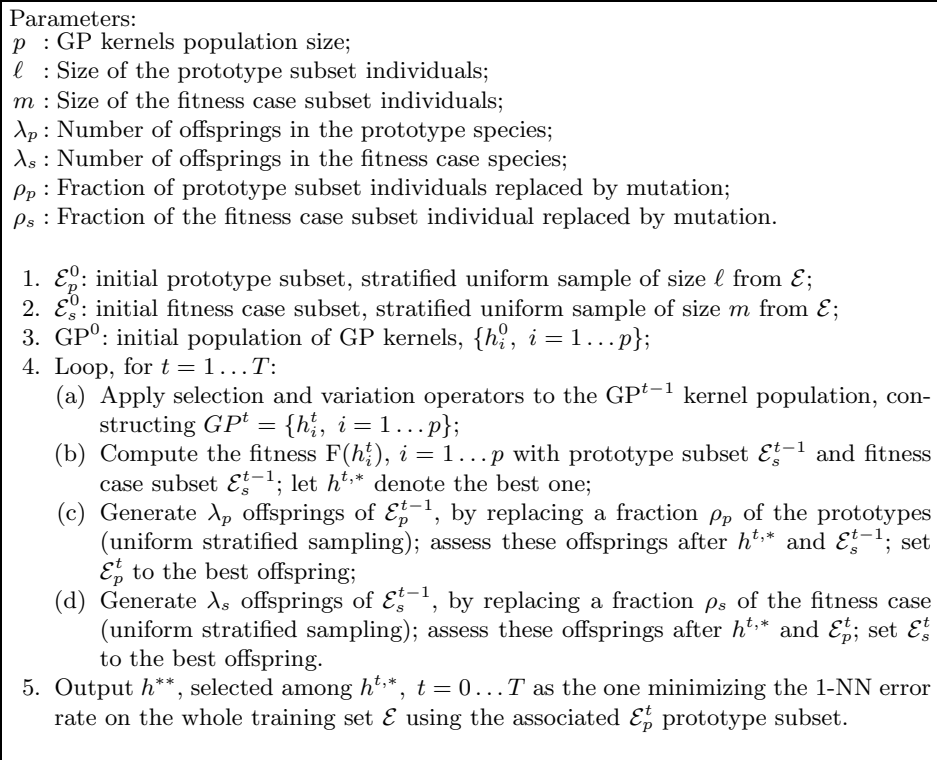 Parameters:
p : GP kernels population size;
ℓ : Size of the prototype subset individuals;
m : Size of the fitness case subset individuals;
λₚ : Number of offsprings in the prototype species;
λₛ : Number of offsprings in the fitness case species;
ρₚ : Fraction of prototype subset individuals replaced by mutation;
ρₛ : Fraction of the fitness case subset individual replaced by mutation.
1. ℰ_p^0: initial prototype subset, stratified uniform sample of size ℓ from ℰ;
2. ℰ_s^0: initial fitness case subset, stratified uniform sample of size m from ℰ;
3. GP^0: initial population of GP kernels, {h_i^0, i = 1 . . . p};
4. Loop, for t = 1 . . . T:
(a) Apply selection and variation operators to the GP^{t−1} kernel population, con-
structing GP^t = {h_i^t, i = 1 . . . p};
(b) Compute the fitness F(h_i^t), i = 1 . . . p with prototype subset ℰ_s^{t−1} and fitness
case subset ℰ_s^{t−1}; let h^{t,∗} denote the best one;
(c) Generate λₚ offsprings of ℰ_p^{t−1}, by replacing a fraction ρₚ of the prototypes
(uniform stratified sampling); assess these offsprings after h^{t,∗} and ℰ_s^{t−1}; set
ℰ_p^t to the best offspring;
(d) Generate λₛ offsprings of ℰ_s^{t−1}, by replacing a fraction ρₛ of the fitness case
(uniform stratified sampling); assess these offsprings after h^{t,∗} and ℰ_p^t; set ℰ_s^t
to the best offspring.
5. Output h^{∗∗}, selected among h^{t,∗}, t = 0 . . . T as the one minimizing the 1-NN error
rate on the whole training set ℰ using the associated ℰ_p^t prototype subset.